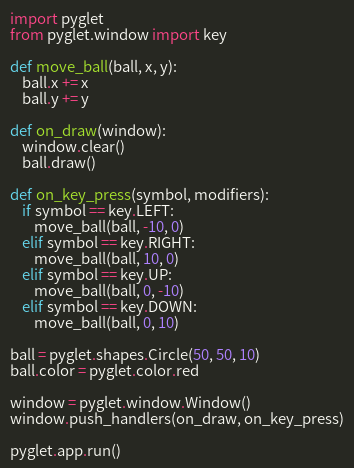 import pyglet
from pyglet.window import key

def move_ball(ball, x, y):
    ball.x += x
    ball.y += y

def on_draw(window):
    window.clear()
    ball.draw()

def on_key_press(symbol, modifiers):
    if symbol == key.LEFT:
        move_ball(ball, -10, 0)
    elif symbol == key.RIGHT:
        move_ball(ball, 10, 0)
    elif symbol == key.UP:
        move_ball(ball, 0, -10)
    elif symbol == key.DOWN:
        move_ball(ball, 0, 10)

ball = pyglet.shapes.Circle(50, 50, 10)
ball.color = pyglet.color.red

window = pyglet.window.Window()
window.push_handlers(on_draw, on_key_press)

pyglet.app.run()